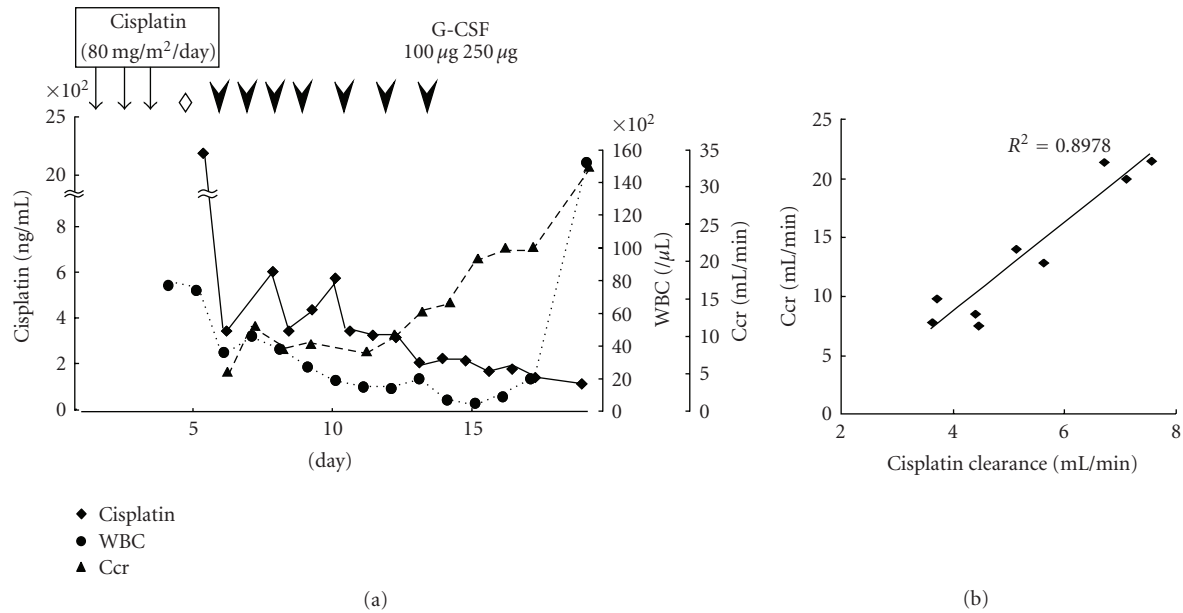 Cisplatin
(80 mg/m²/day)
G-CSF
100 µg 250 µg
×10²
25
20
8
6
4
2
0
Cisplatin (ng/mL)
5
10
15
(day)
×10²
160
140
120
100
80
60
40
20
0
WBC (/µL)
35
30
25
20
15
10
5
0
Ccr (mL/min)
Cisplatin
WBC
Ccr
(a)
25
20
15
10
5
0
Ccr (mL/min)
R² = 0.8978
2
4
6
8
Cisplatin clearance (mL/min)
(b)